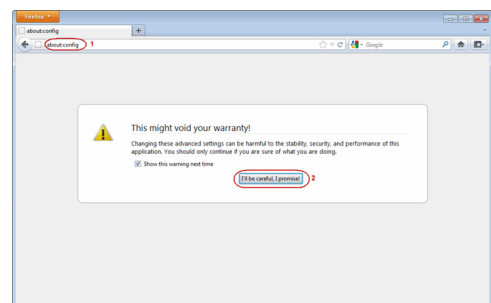 Firefox
about:config
about:config 1
Google
This might void your warranty!
Changing these advanced settings can be harmful to the stability, security, and performance of this
application. You should only continue if you are sure of what you are doing.
Show this warning next time
I'll be careful, I promise! 2